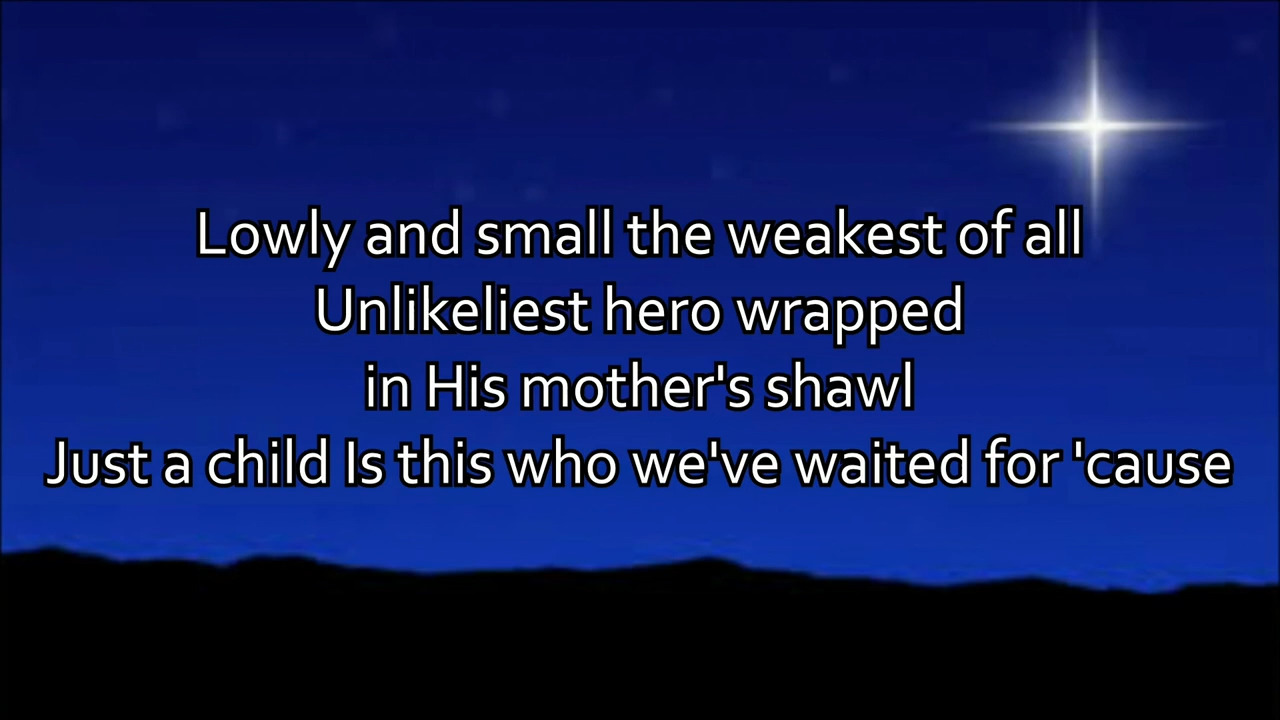 Lowly and small the weakest of all
Unlikeliest hero wrapped
in His mother's shawl
Just a child Is this who we've waited for 'cause